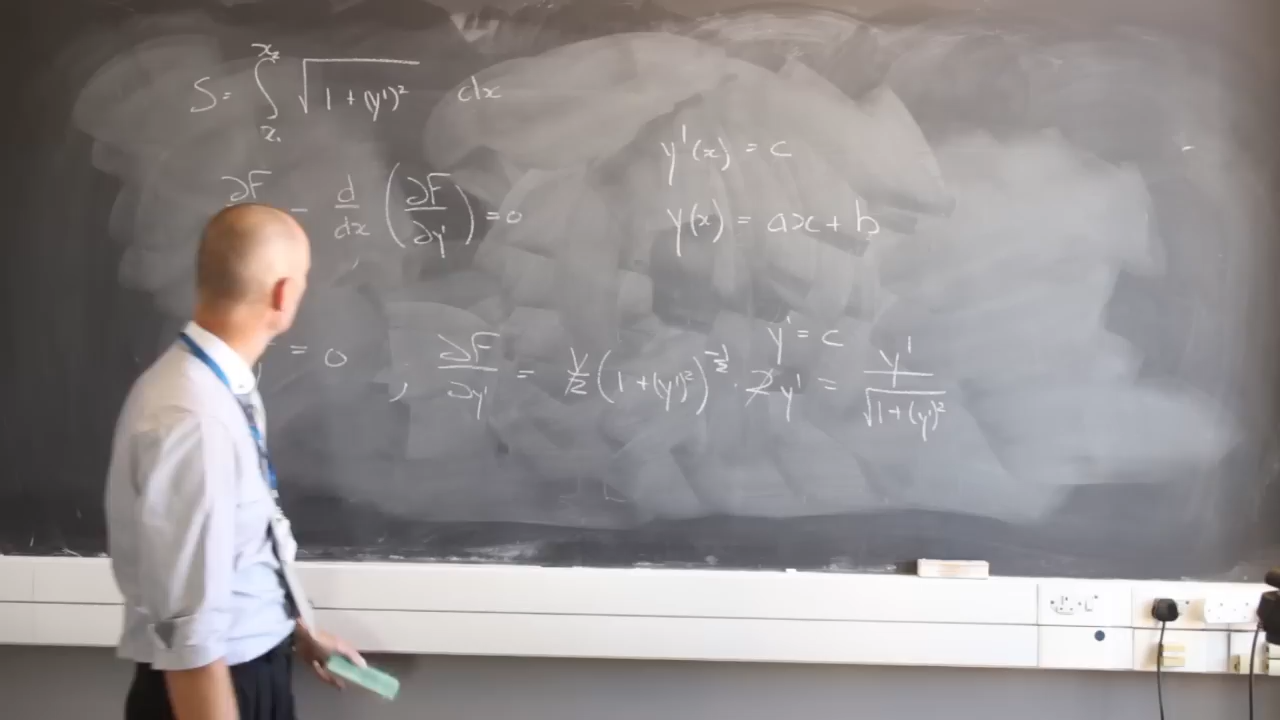 S = ∫_{x₁}^{x₂} √(1 + (y')²) dx
∂F – d/dx (∂F/∂y') = 0
= 0 , ∂F/∂y' = 1/2 (1 + (y')²)^{-1/2} · 2y' = y'/√(1 + (y')²)
y'(x) = c
y(x) = ax + b
y' = c